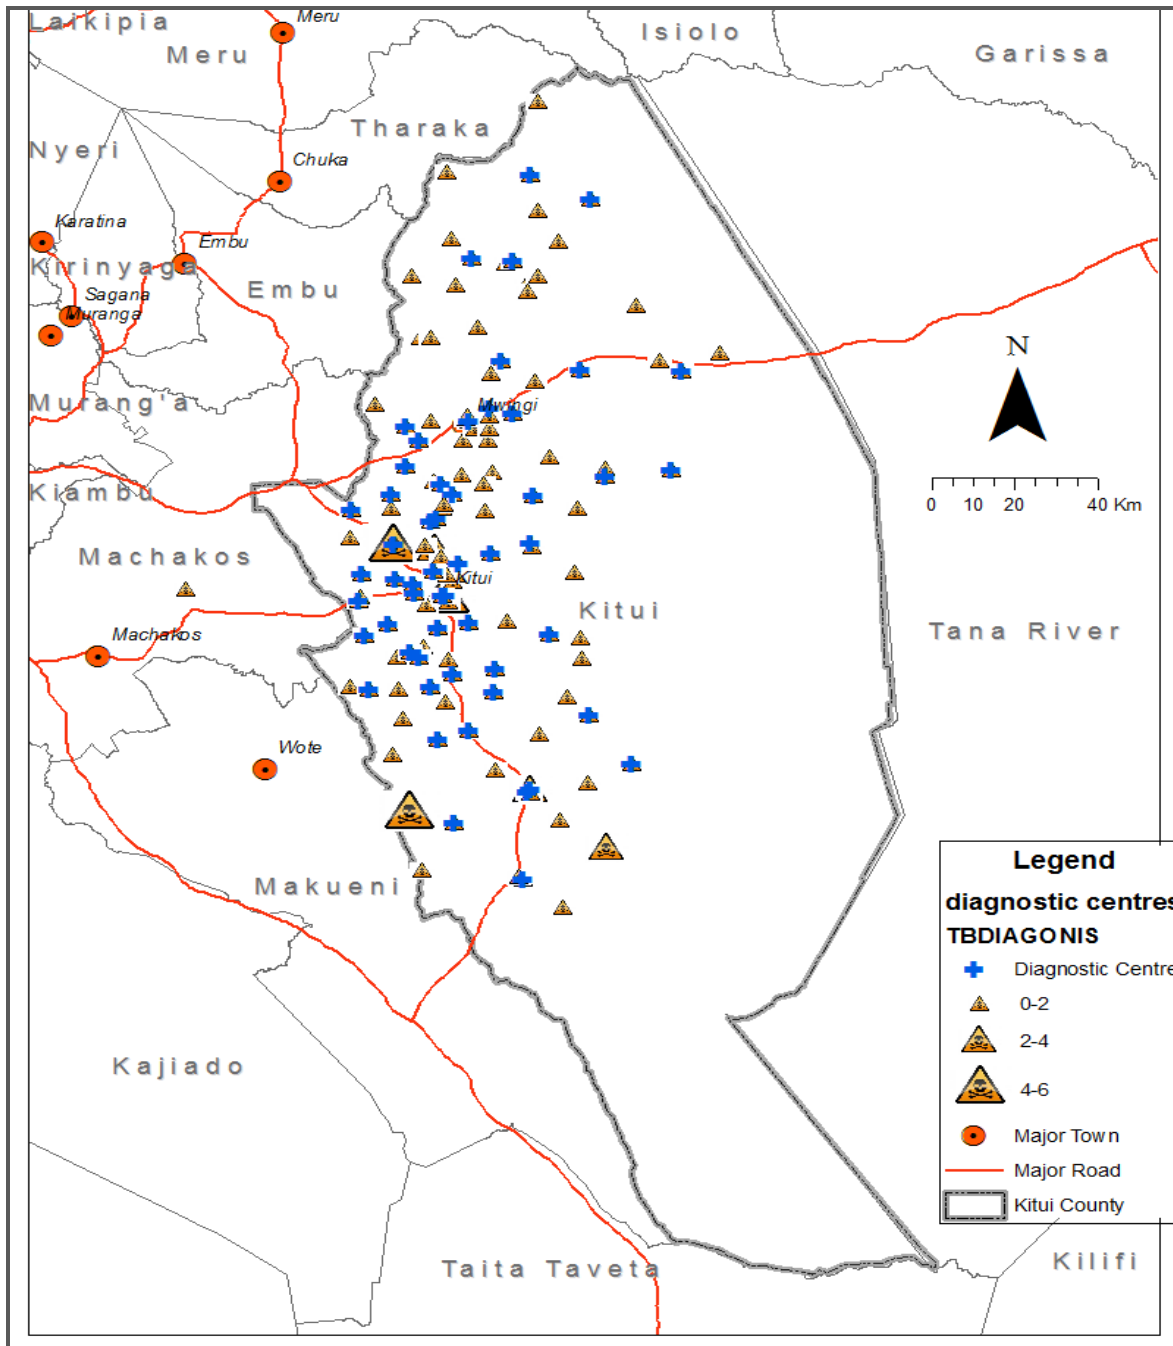 Laikipia
Meru
Meru
Isiolo
Garissa
Tharaka
Nyeri
Chuka
Karatina
Embu
Kirinyaga
Embu
Sagana
Muranga
N
Murang'a
Mwingi
Kiambu
0 10 20 40 Km
Machakos
Kitui
Kitui
Machakos
Tana River
Wote
Makueni
Legend
diagnostic centres
TBDIAGONIS
Diagnostic Centre
0-2
2-4
4-6
Kajiado
Major Town
Major Road
Kitui County
Taita Taveta
Kilifi